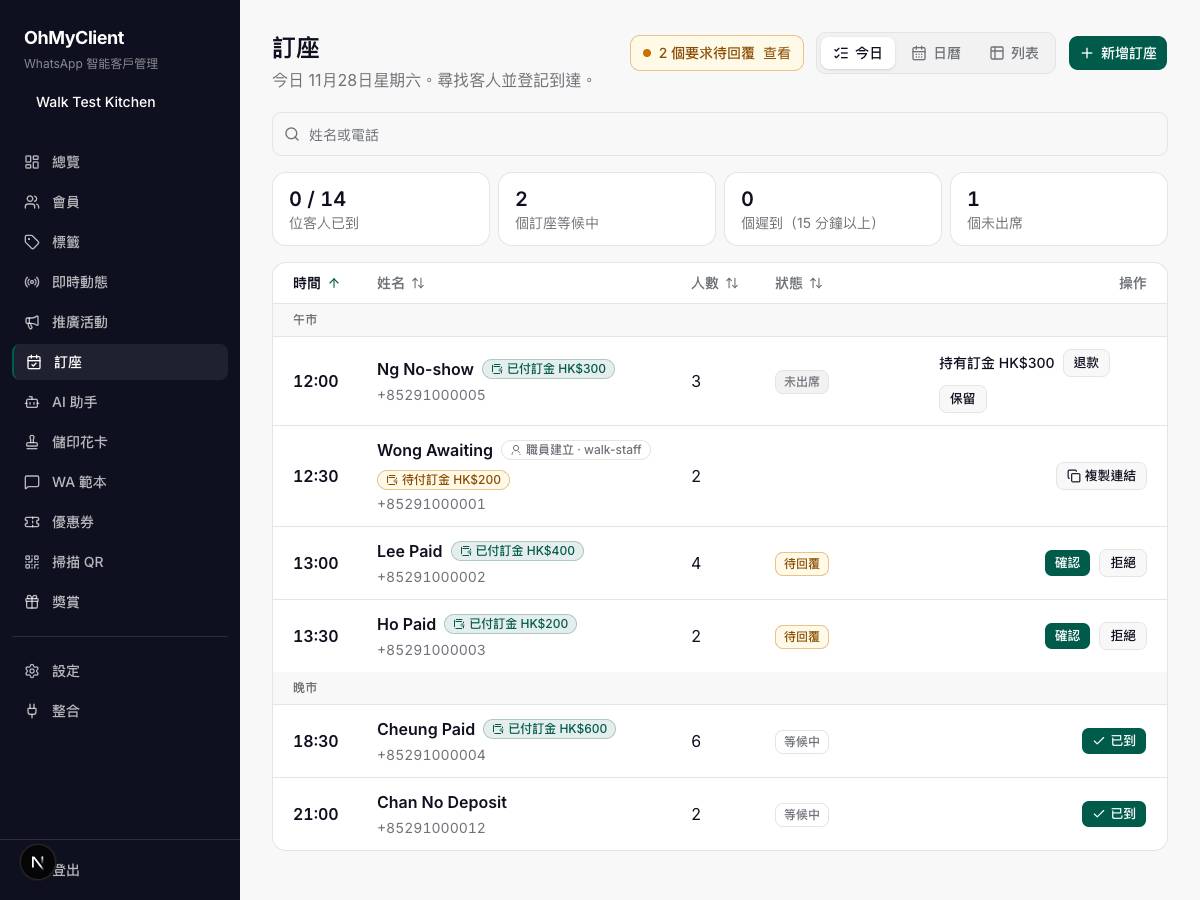 OhMyClient
WhatsApp 智能客戶管理
Walk Test Kitchen
總覽
會員
標籤
即時動態
推廣活動
訂座
AI 助手
儲印花卡
WA 範本
優惠券
掃描 QR
獎賞
設定
整合
N
登出
訂座
今日 11月28日星期六。尋找客人並登記到達。
2 個要求待回覆 查看
今日
日曆
列表
新增訂座
姓名或電話
0 / 14
位客人已到
2
個訂座等候中
0
個遲到（15 分鐘以上）
1
個未出席
時間 姓名 人數 狀態 操作
午市
12:00
Ng No-show 已付訂金 HK$300
+85291000005
3
未出席
持有訂金 HK$300 退款
保留
12:30
Wong Awaiting 職員建立 · walk-staff
待付訂金 HK$200
+85291000001
2
複製連結
13:00
Lee Paid 已付訂金 HK$400
+85291000002
4
待回覆
確認 拒絕
13:30
Ho Paid 已付訂金 HK$200
+85291000003
2
待回覆
確認 拒絕
晚市
18:30
Cheung Paid 已付訂金 HK$600
+85291000004
6
等候中
已到
21:00
Chan No Deposit
+85291000012
2
等候中
已到